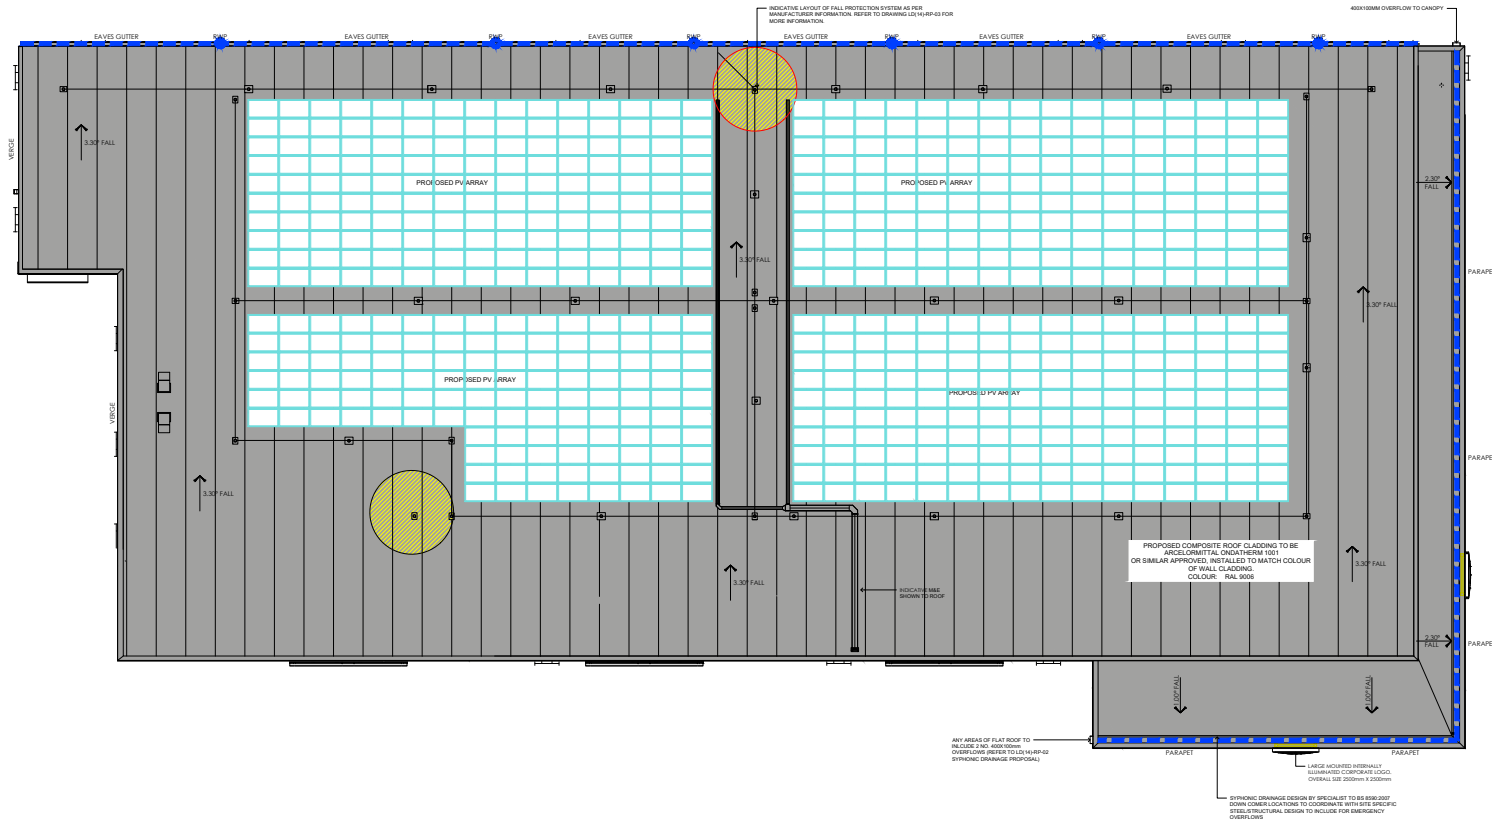 INDICATIVE LAYOUT OF FALL PROTECTION SYSTEM AS PER
MANUFACTURER INFORMATION. REFER TO DRAWING LD(14)-RP-03 FOR
MORE INFORMATION.
400X100MM OVERFLOW TO CANOPY
EAVES GUTTER
RWP
EAVES GUTTER
RWP
EAVES GUTTER
RWP
EAVES GUTTER
RWP
EAVES GUTTER
RWP
EAVES GUTTER
RWP
VERGE
3.30° FALL
PROPOSED PV ARRAY
PROPOSED PV ARRAY
2.30°
FALL
3.30° FALL
PARAPE
3.30° FALL
PROPOSED PV ARRAY
PROPOSED PV ARRAY
VERGE
PARAPE
3.30° FALL
PROPOSED COMPOSITE ROOF CLADDING TO BE
ARCELORMITTAL ONDATHERM 1001
OR SIMILAR APPROVED, INSTALLED TO MATCH COLOUR
OF WALL CLADDING.
COLOUR: RAL 9006
3.30° FALL
3.30° FALL
INDICATIVE M&E
SHOWN TO ROOF
2.30°
FALL
PARAPE
1.00° FALL
1.00° FALL
ANY AREAS OF FLAT ROOF TO
INLCUDE 2 NO. 400X100mm
OVERFLOWS (REFER TO LD(14)-RP-02
SYPHONIC DRAINAGE PROPOSAL)
PARAPET
PARAPET
LARGE MOUNTED INTERNALLY
ILLUMINATED CORPORATE LOGO.
OVERALL SIZE 2500mm X 2500mm
SYPHONIC DRAINAGE DESIGN BY SPECIALIST TO BS 8590:2007
DOWN COMER LOCATIONS TO COORDINATE WITH SITE SPECIFIC
STEEL/STRUCTURAL DESIGN TO INCLUDE FOR EMERGENCY
OVERFLOWS